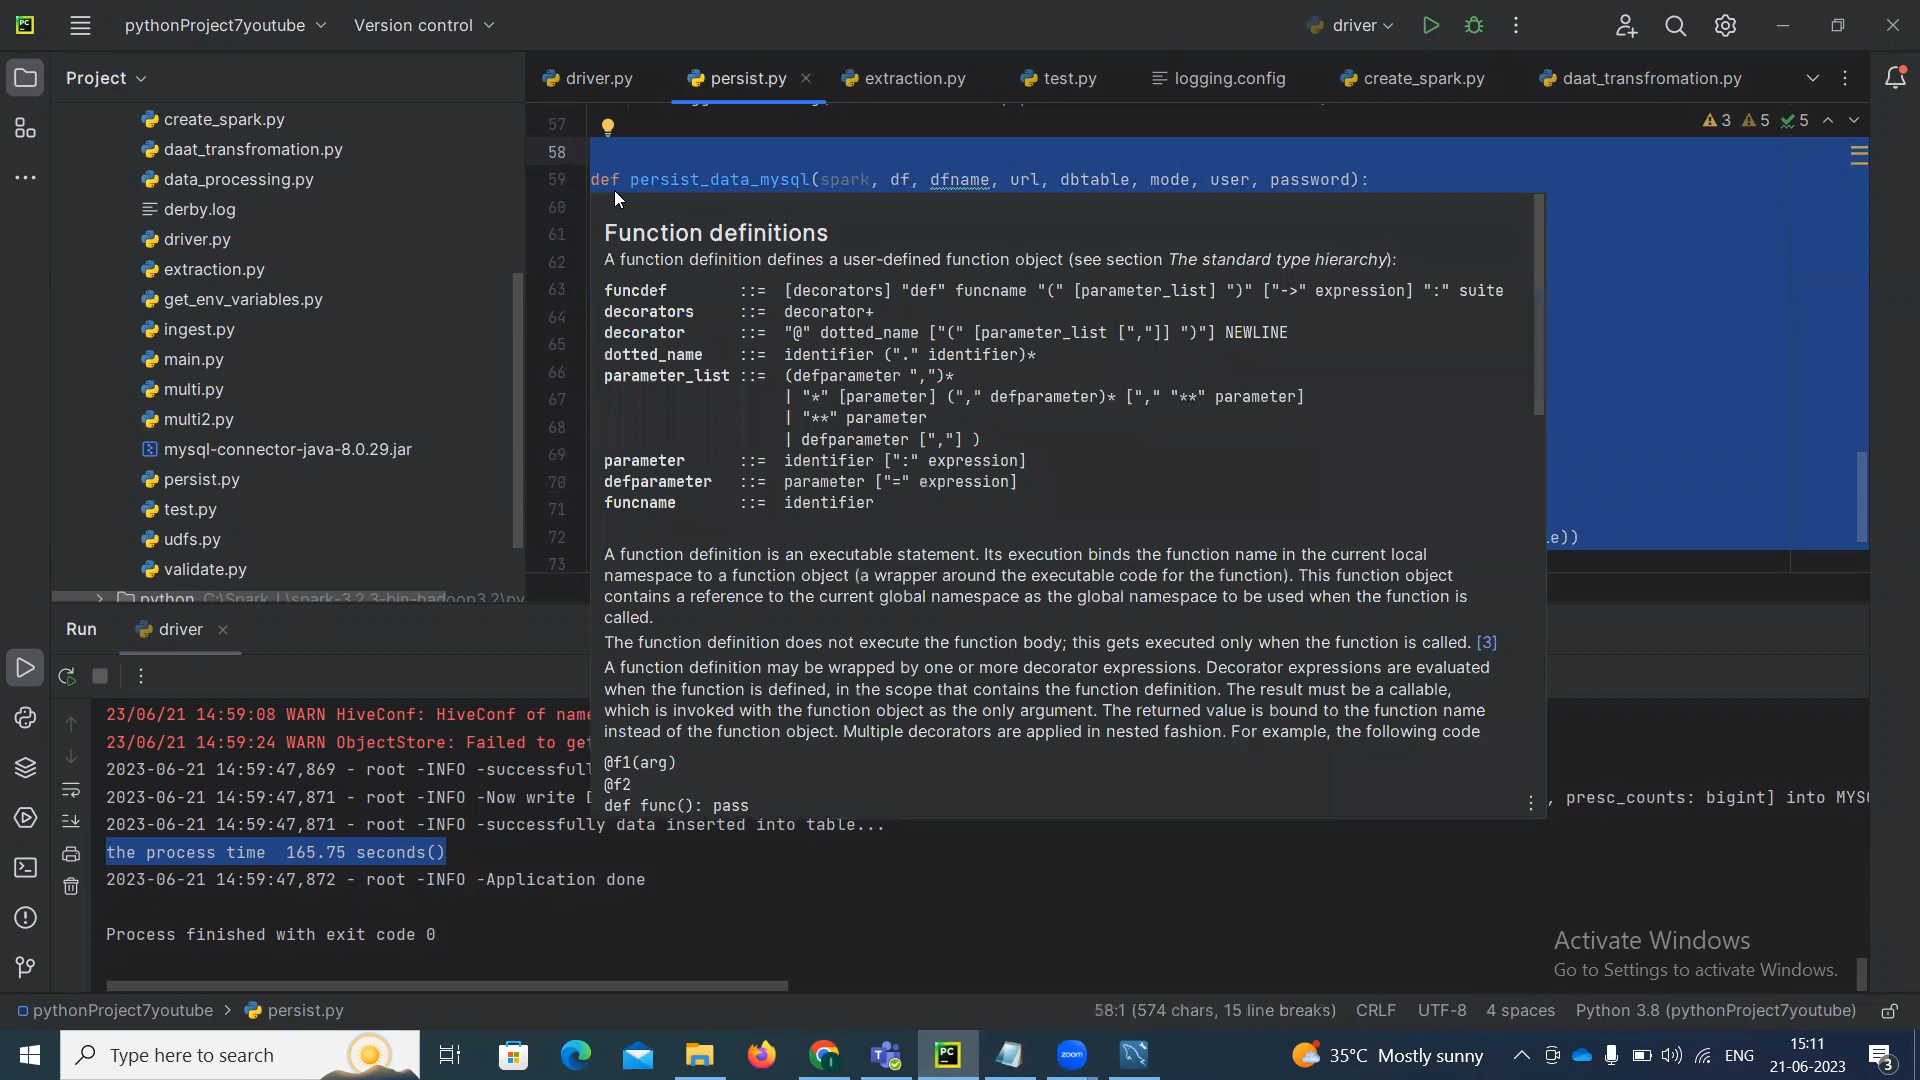 PC
pythonProject7youtube
Version control
driver
Project
driver.py
persist.py
extraction.py
test.py
logging.config
create_spark.py
daat_transfromation.py
create_spark.py
daat_transfromation.py
data_processing.py
derby.log
driver.py
extraction.py
get_env_variables.py
ingest.py
main.py
multi.py
multi2.py
mysql-connector-java-8.0.29.jar
persist.py
test.py
udfs.py
validate.py
python C:\Spark_L\spark-3.2.3-bin-hadoop3.2\py
3 5 5
57
58
59 def persist_data_mysql(spark, df, dfname, url, dbtable, mode, user, password):
60
61
62
63
64
65
66
67
68
69
70
71
72 .e))
73
Function definitions
A function definition defines a user-defined function object (see section The standard type hierarchy):
funcdef ::= [decorators] "def" funcname "(" [parameter_list] ")" ["->" expression] ":" suite
decorators ::= decorator+
decorator ::= "@" dotted_name ["(" [parameter_list [","]] ")"] NEWLINE
dotted_name ::= identifier ("." identifier)*
parameter_list ::= (defparameter ",")*
| "*" [parameter] ("," defparameter)* ["," "**" parameter]
| "**" parameter
| defparameter [","] )
parameter ::= identifier [":" expression]
defparameter ::= parameter ["=" expression]
funcname ::= identifier
A function definition is an executable statement. Its execution binds the function name in the current local
namespace to a function object (a wrapper around the executable code for the function). This function object
contains a reference to the current global namespace as the global namespace to be used when the function is
called.
The function definition does not execute the function body; this gets executed only when the function is called. [3]
A function definition may be wrapped by one or more decorator expressions. Decorator expressions are evaluated
when the function is defined, in the scope that contains the function definition. The result must be a callable,
which is invoked with the function object as the only argument. The returned value is bound to the function name
instead of the function object. Multiple decorators are applied in nested fashion. For example, the following code
@f1(arg)
@f2
def func(): pass
Run
driver
23/06/21 14:59:08 WARN HiveConf: HiveConf of name
23/06/21 14:59:24 WARN ObjectStore: Failed to get
2023-06-21 14:59:47,869 - root -INFO -successfull
2023-06-21 14:59:47,871 - root -INFO -Now write D , presc_counts: bigint] into MYS
2023-06-21 14:59:47,871 - root -INFO -successfully data inserted into table...
the process time 165.75 seconds()
2023-06-21 14:59:47,872 - root -INFO -Application done
Process finished with exit code 0
Activate Windows
Go to Settings to activate Windows.
pythonProject7youtube > persist.py
58:1 (574 chars, 15 line breaks) CRLF UTF-8 4 spaces Python 3.8 (pythonProject7youtube)
Type here to search
zoom
PC
35°C Mostly sunny
ENG
15:11
21-06-2023
3